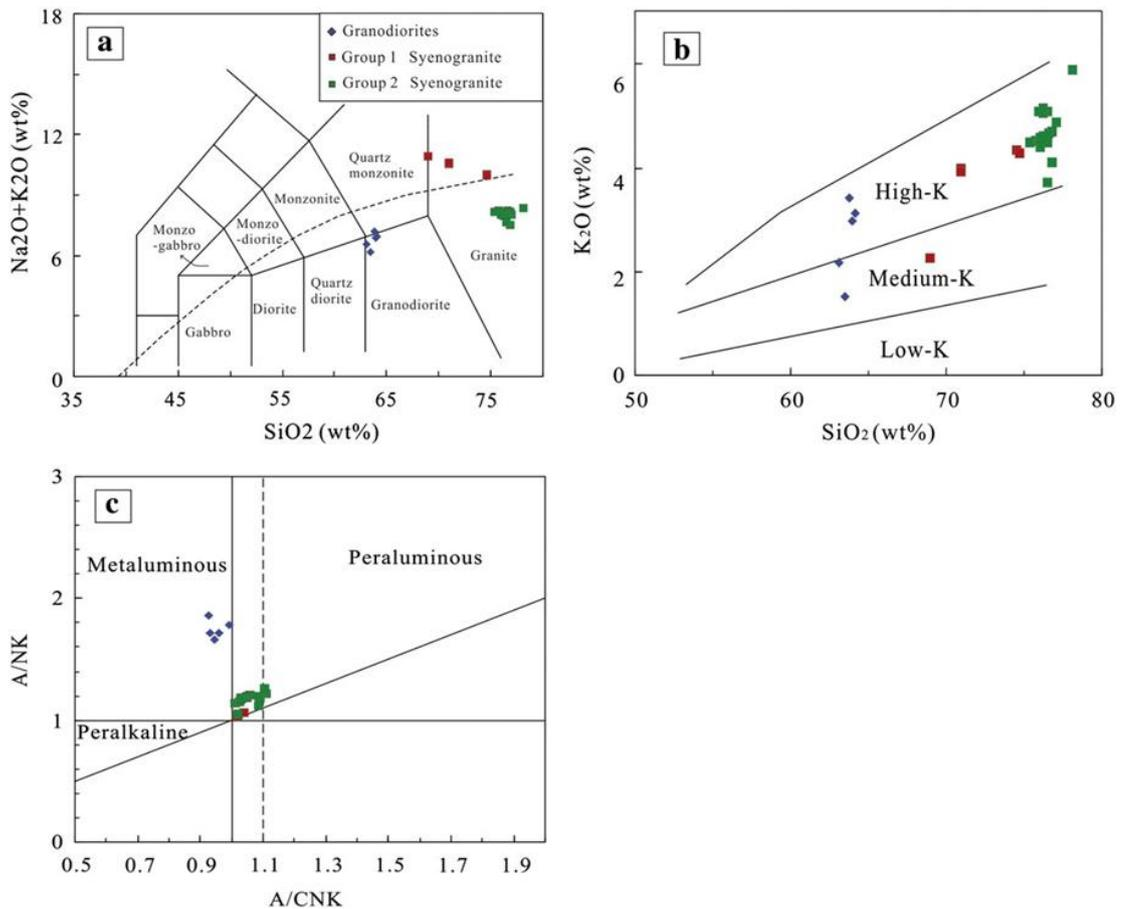 a
Granodiorites
Group 1 Syenogranite
Group 2 Syenogranite
18
12
6
0
Na2O+K2O (wt%)
Quartz
monzonite
Monzonite
Monzo
-diorite
Monzo
-gabbro
Gabbro
Diorite
Quartz
diorite
Granodiorite
Granite
35 45 55 65 75
SiO2 (wt%)
b
6
4
2
0
K2O (wt%)
High-K
Medium-K
Low-K
50 60 70 80
SiO2 (wt%)
c
3
2
1
0
A/NK
Metaluminous
Peraluminous
Peralkaline
0.5 0.7 0.9 1.1 1.3 1.5 1.7 1.9
A/CNK